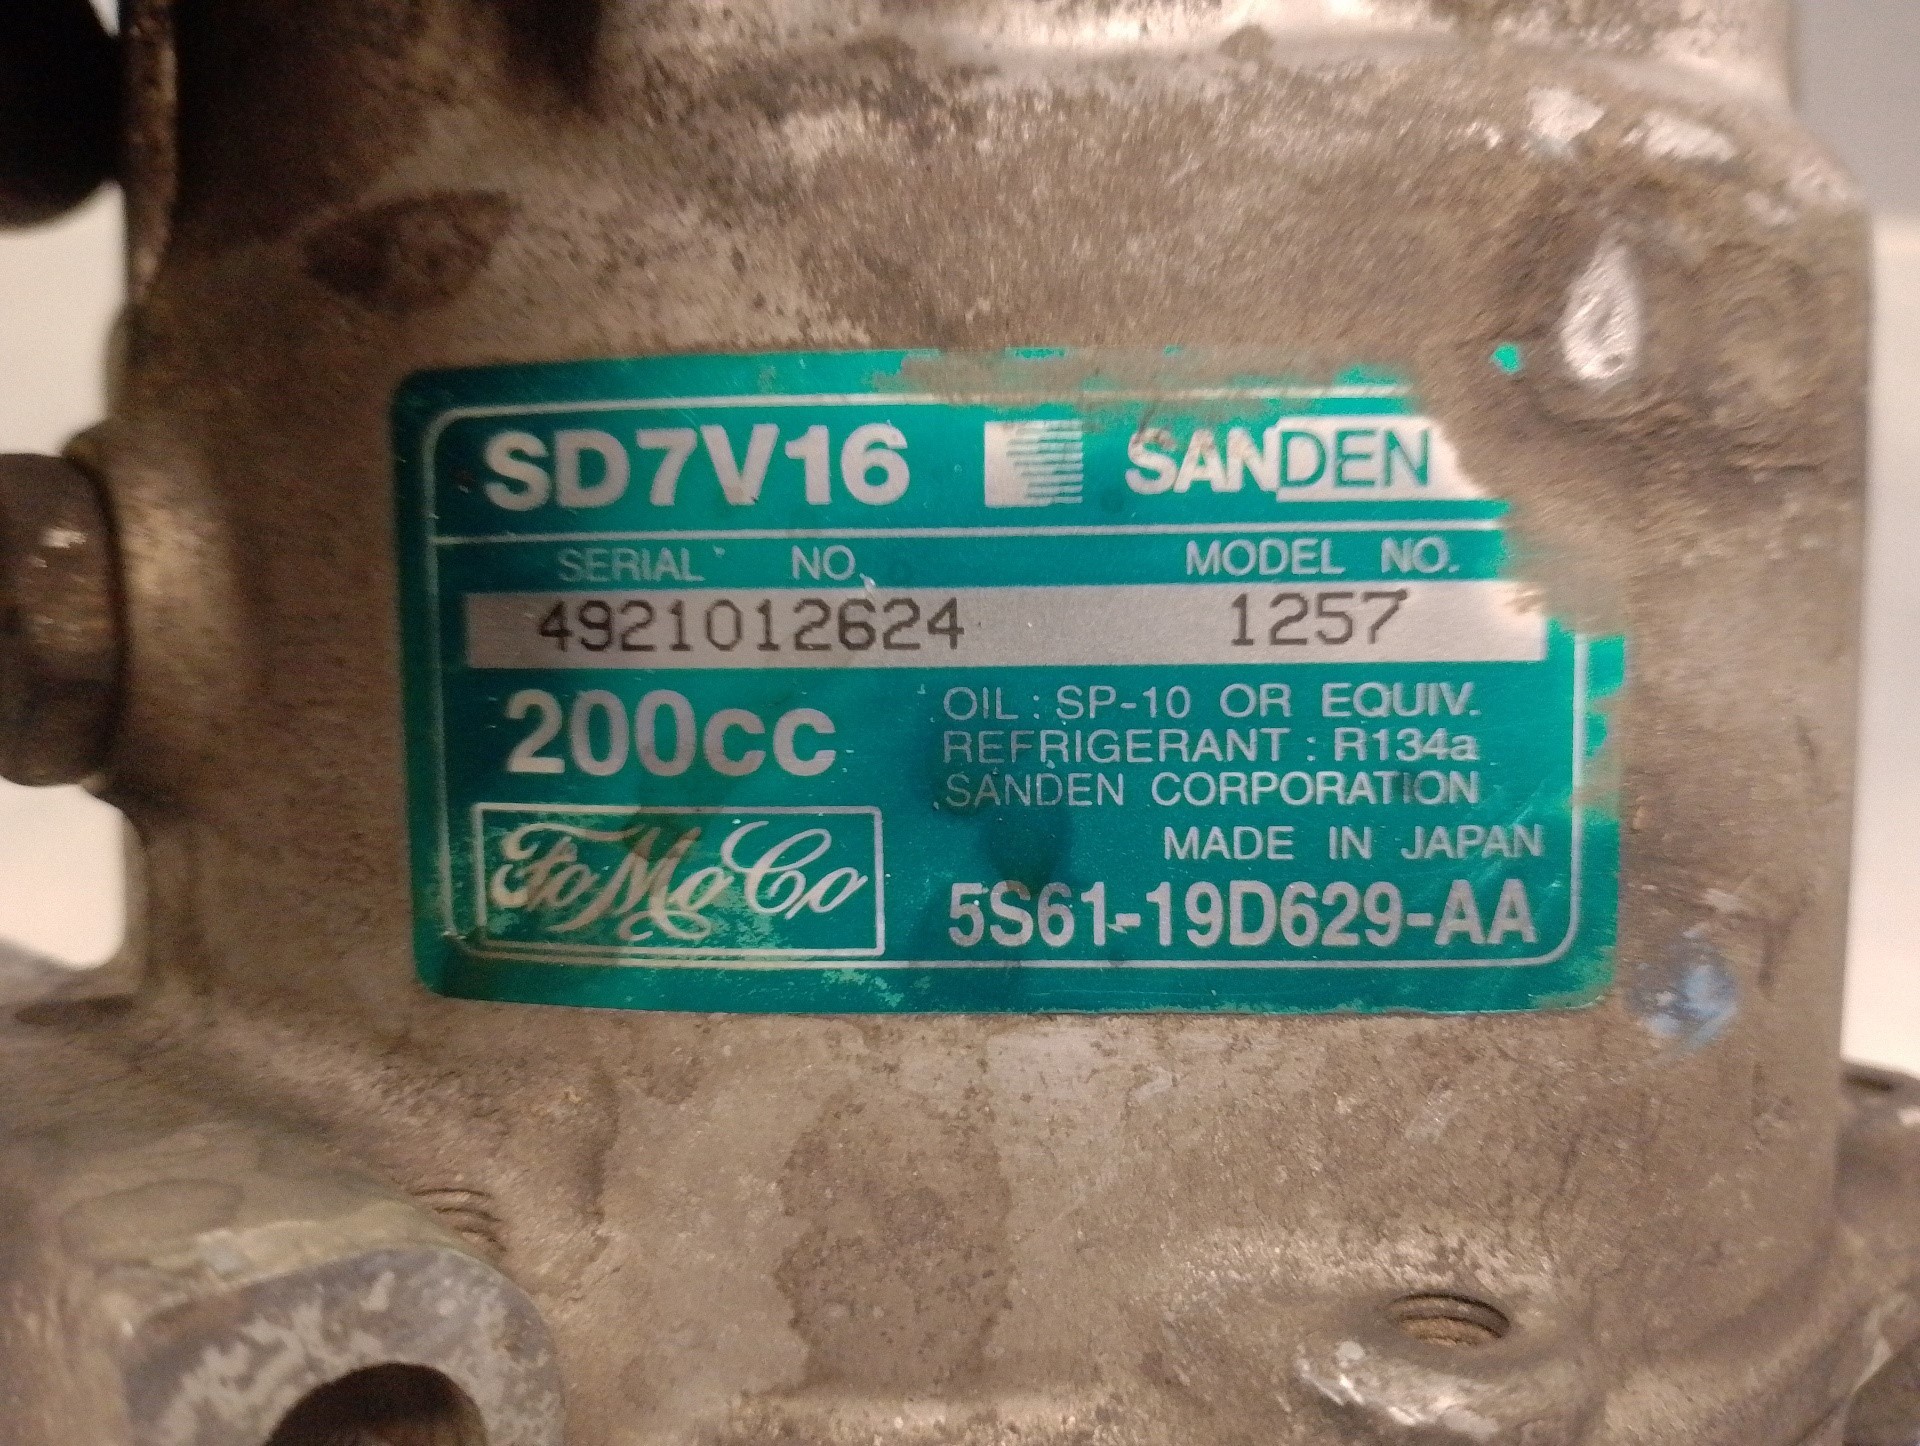 SD7V16 SANDEN
SERIAL NO. MODEL NO.
4921012624 1257
200cc
OIL : SP-10 OR EQUIV.
REFRIGERANT : R134a
SANDEN CORPORATION
MADE IN JAPAN
FoMoCo
5S61-19D629-AA